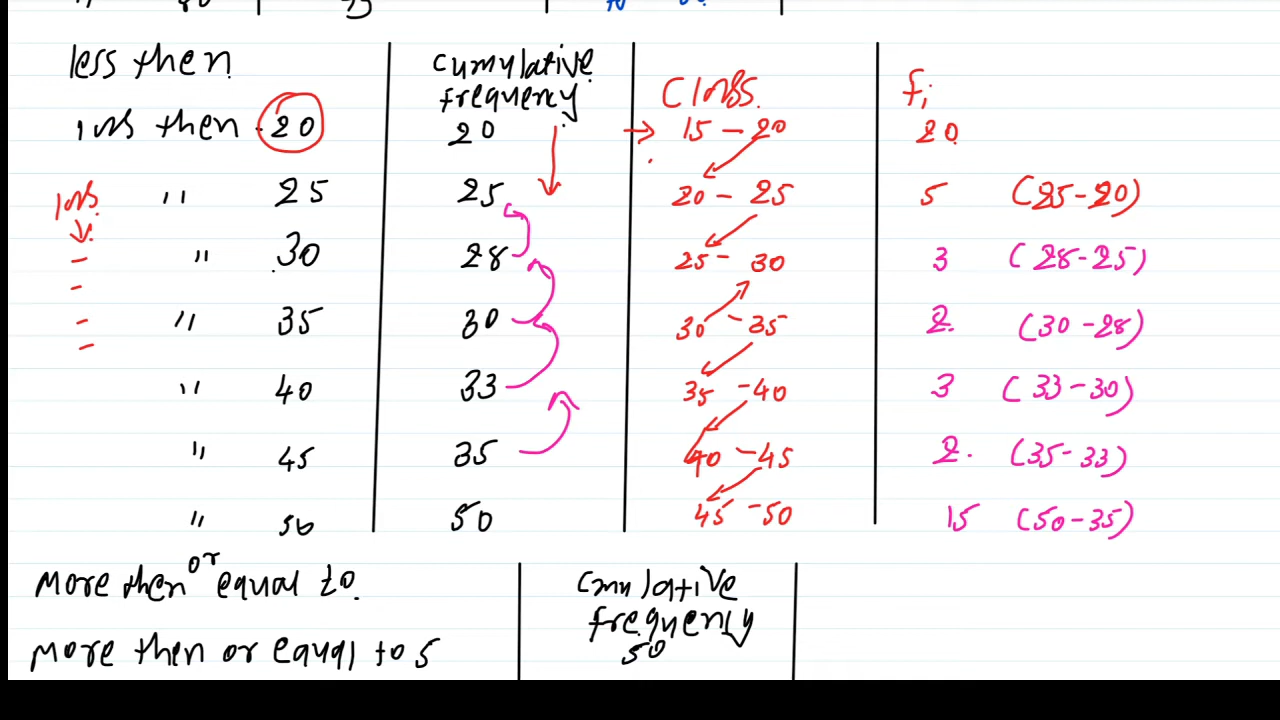 less then | cumulative frequency | Class | fi
less then 20 | 20 | → 15 - 20 | 20
less " 25 | 25 | 20 - 25 | 5 (25-20)
- " 30 | 28 | 25 - 30 | 3 (28-25)
- " 35 | 30 | 30 - 35 | 2. (30-28)
- " 40 | 33 | 35 - 40 | 3 (33-30)
" 45 | 35 | 40 - 45 | 2. (35-33)
" 50 | 50 | 45 - 50 | 15 (50-35)
more then or equal to. | cmulative frequency
more then or equal to 5 | 50